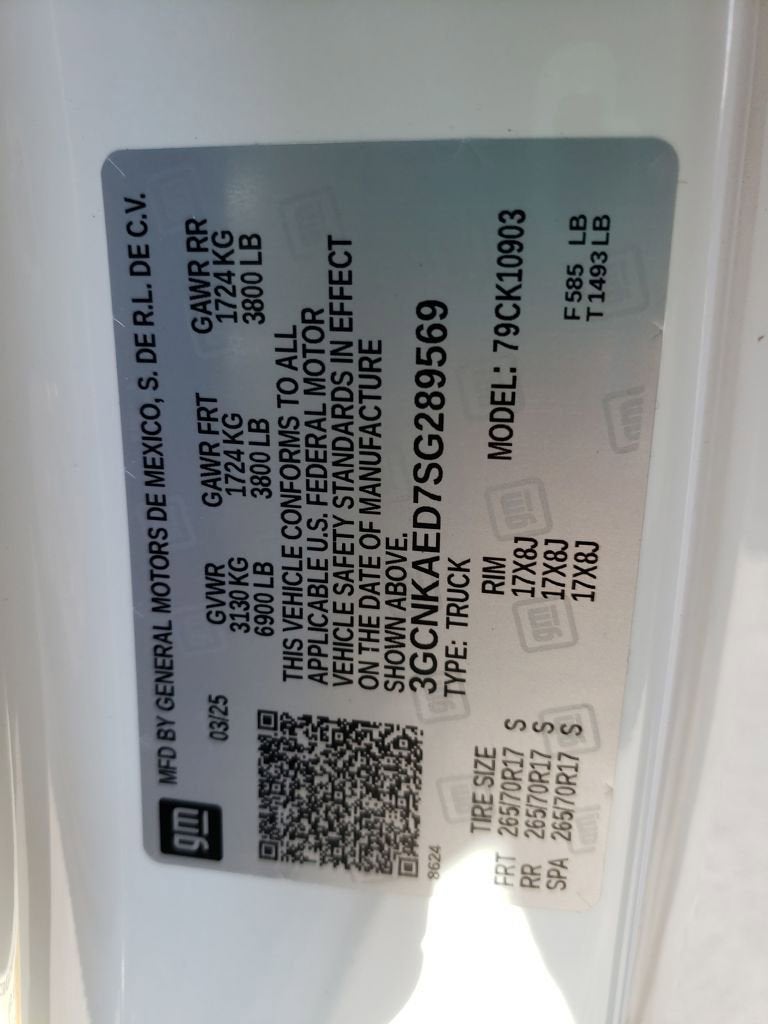 gm
MFD BY GENERAL MOTORS DE MEXICO, S. DE R.L. DE C.V.
03/25
GVWR GAWR FRT GAWR RR
3130 KG 1724 KG 1724 KG
6900 LB 3800 LB 3800 LB
THIS VEHICLE CONFORMS TO ALL
APPLICABLE U.S. FEDERAL MOTOR
VEHICLE SAFETY STANDARDS IN EFFECT
ON THE DATE OF MANUFACTURE
SHOWN ABOVE.
3GCNKAED7SG289569
8624
TYPE: TRUCK
MODEL: 79CK10903
TIRE SIZE RIM
FRT 265/70R17 S 17X8J
RR 265/70R17 S 17X8J
SPA 265/70R17 S 17X8J
F 585 LB
T 1493 LB